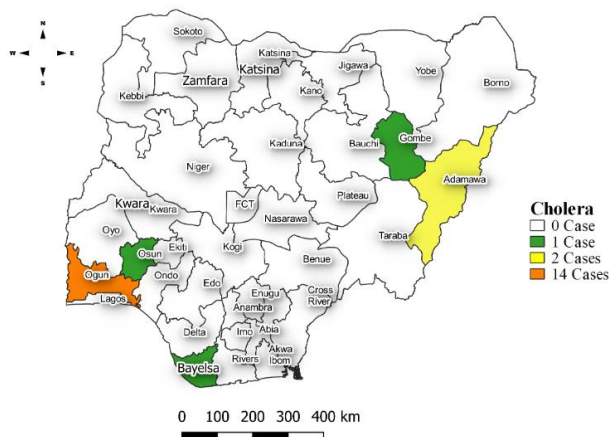 N
W E
S
Sokoto
Katsina
Katsina
Zamfara
Jigawa
Yobe
Borno
Kebbi
Kano
Gombe
Kaduna
Bauchi
Niger
Adamawa
Plateau
FCT
Kwara
Kwara
Nasarawa
Taraba
Oyo
Ekiti
Osun
Kogi
Benue
Ogun
Ondo
Edo
Lagos
Enugu
Cross
River
Anambra
Delta
Imo
Abia
Akwa
Ibom
Rivers
Bayelsa
Cholera
0 Case
1 Case
2 Cases
14 Cases
0 100 200 300 400 km